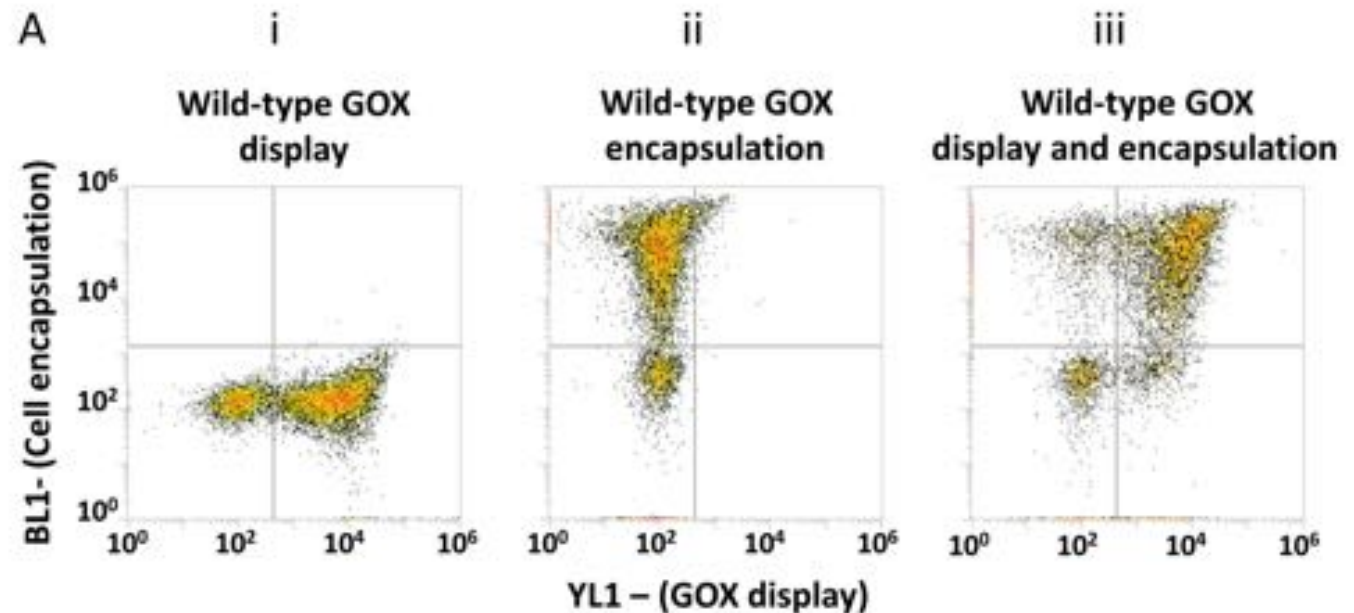 A
i
ii
iii
Wild-type GOX
display
Wild-type GOX
encapsulation
Wild-type GOX
display and encapsulation
BL1- (Cell encapsulation)
10⁶
10⁴
10²
10⁰
10⁰ 10² 10⁴ 10⁶
10⁰ 10² 10⁴ 10⁶
10⁰ 10² 10⁴ 10⁶
YL1 – (GOX display)